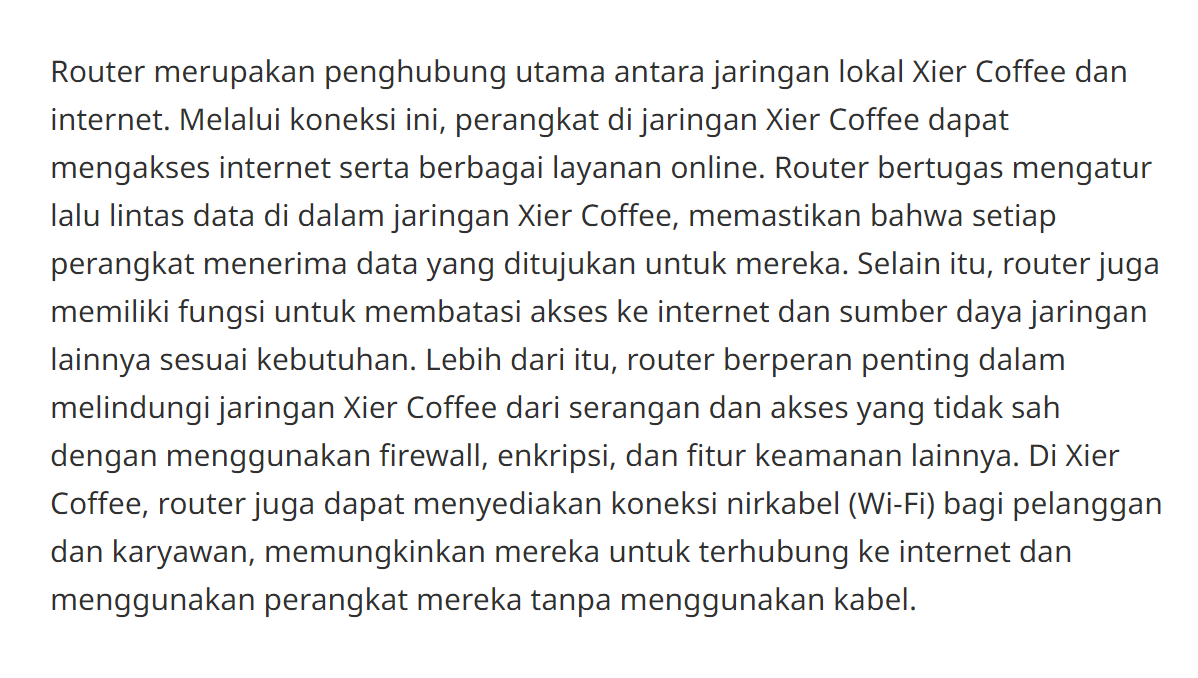 Router merupakan penghubung utama antara jaringan lokal Xier Coffee dan
internet. Melalui koneksi ini, perangkat di jaringan Xier Coffee dapat
mengakses internet serta berbagai layanan online. Router bertugas mengatur
lalu lintas data di dalam jaringan Xier Coffee, memastikan bahwa setiap
perangkat menerima data yang ditujukan untuk mereka. Selain itu, router juga
memiliki fungsi untuk membatasi akses ke internet dan sumber daya jaringan
lainnya sesuai kebutuhan. Lebih dari itu, router berperan penting dalam
melindungi jaringan Xier Coffee dari serangan dan akses yang tidak sah
dengan menggunakan firewall, enkripsi, dan fitur keamanan lainnya. Di Xier
Coffee, router juga dapat menyediakan koneksi nirkabel (Wi-Fi) bagi pelanggan
dan karyawan, memungkinkan mereka untuk terhubung ke internet dan
menggunakan perangkat mereka tanpa menggunakan kabel.